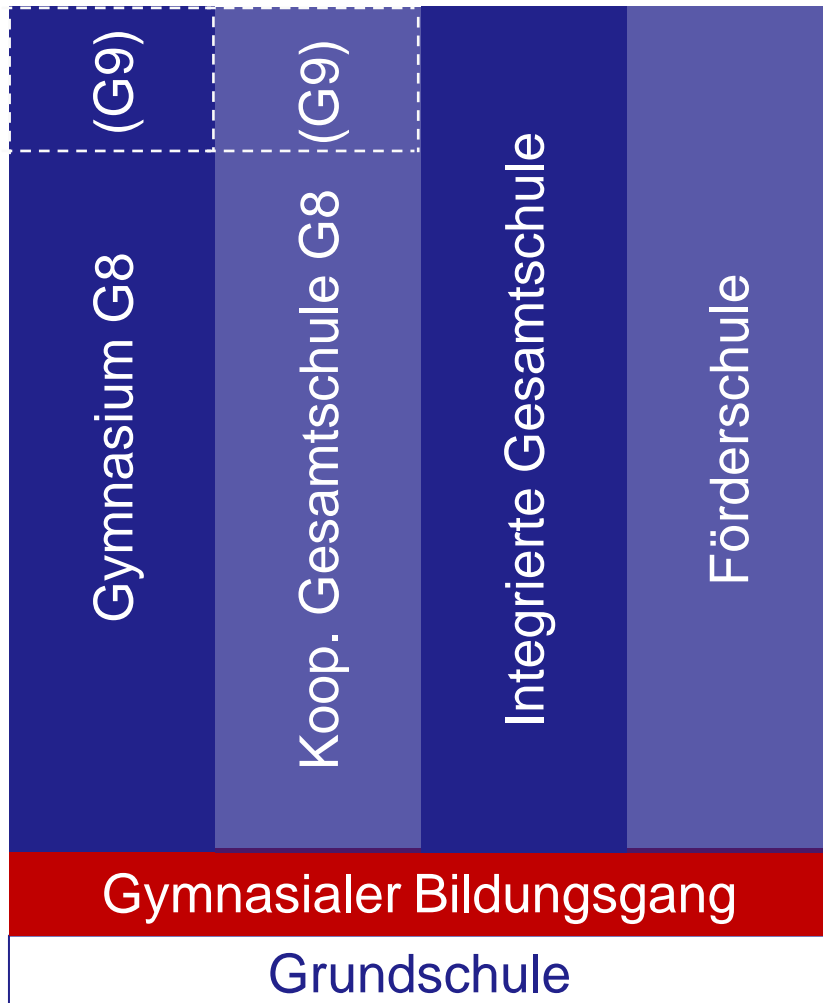 (G9)
Gymnasium G8
(G9)
Koop. Gesamtschule G8
Integrierte Gesamtschule
Förderschule
Gymnasialer Bildungsgang
Grundschule